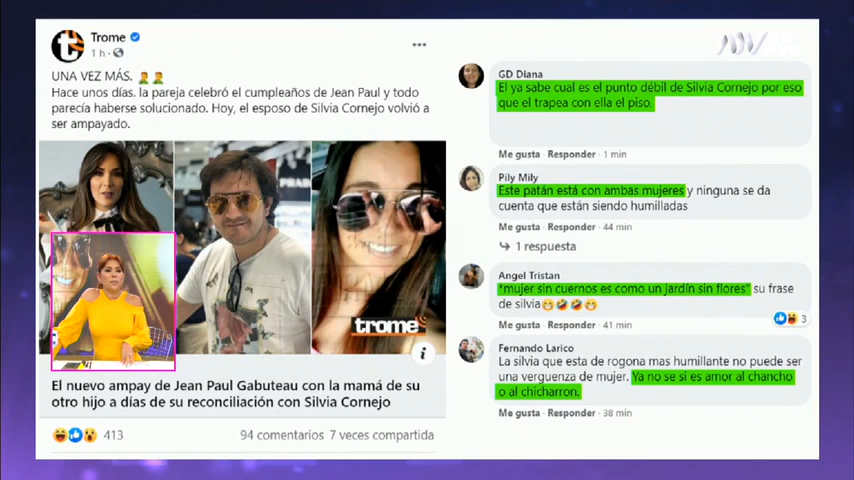 Trome
1 h
UNA VEZ MÁS.
Hace unos días. la pareja celebró el cumpleaños de Jean Paul y todo
parecía haberse solucionado. Hoy, el esposo de Silvia Cornejo volvió a
ser ampayado.
trome
El nuevo ampay de Jean Paul Gabuteau con la mamá de su
otro hijo a días de su reconciliación con Silvia Cornejo
413
94 comentarios 7 veces compartida
GD Diana
El ya sabe cual es el punto débil de Silvia Cornejo por eso
que el trapea con ella el piso.
Me gusta · Responder · 1 min
Pily Mily
Este patán está con ambas mujeres y ninguna se da
cuenta que están siendo humilladas
Me gusta · Responder · 44 min
1 respuesta
Angel Tristan
"mujer sin cuernos es como un jardín sin flores" su frase
de silvia
3
Me gusta · Responder · 41 min
Fernando Larico
La silvia que esta de rogona mas humillante no puede ser
una verguenza de mujer. Ya no se si es amor al chancho
o al chicharron.
Me gusta · Responder · 38 min